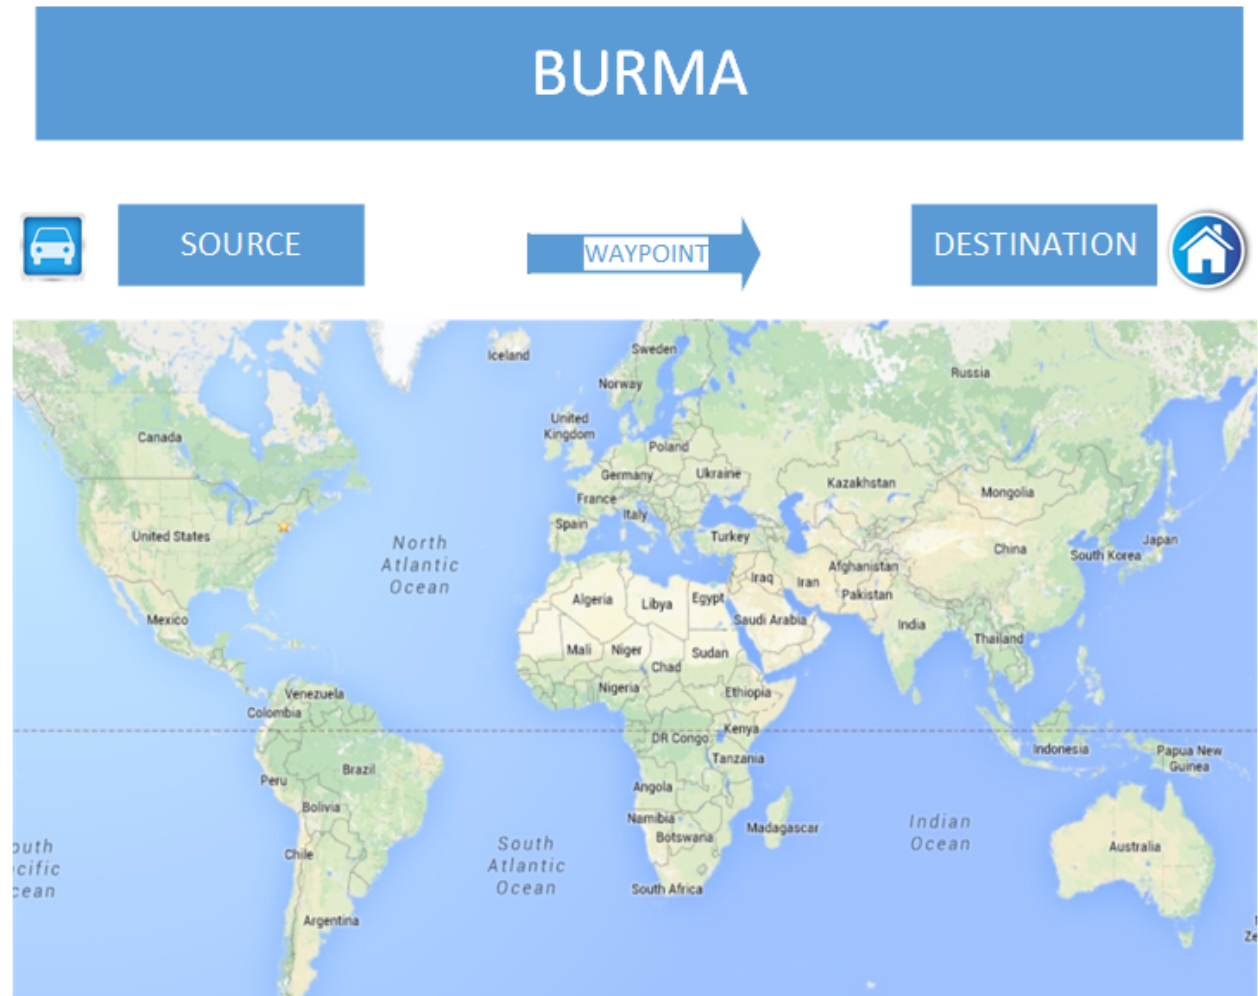 BURMA
SOURCE
WAYPOINT
DESTINATION
Iceland
Sweden
Russia
Norway
United
Kingdom
Canada
Poland
Germany
Ukraine
Kazakhstan
Mongolia
France
Italy
Spain
United States
Turkey
China
Japan
South Korea
North
Atlantic
Ocean
Afghanistan
Iraq
Iran
Pakistan
Algeria
Libya
Egypt
Saudi Arabia
India
Mexico
Thailand
Mali
Niger
Sudan
Chad
Nigeria
Ethiopia
Venezuela
Colombia
Kenya
DR Congo
Tanzania
Indonesia
Papua New
Guinea
Peru
Brazil
Bolivia
Angola
Namibia
Botswana
Madagascar
Indian
Ocean
Australia
Chile
South
Atlantic
Ocean
South Africa
Argentina